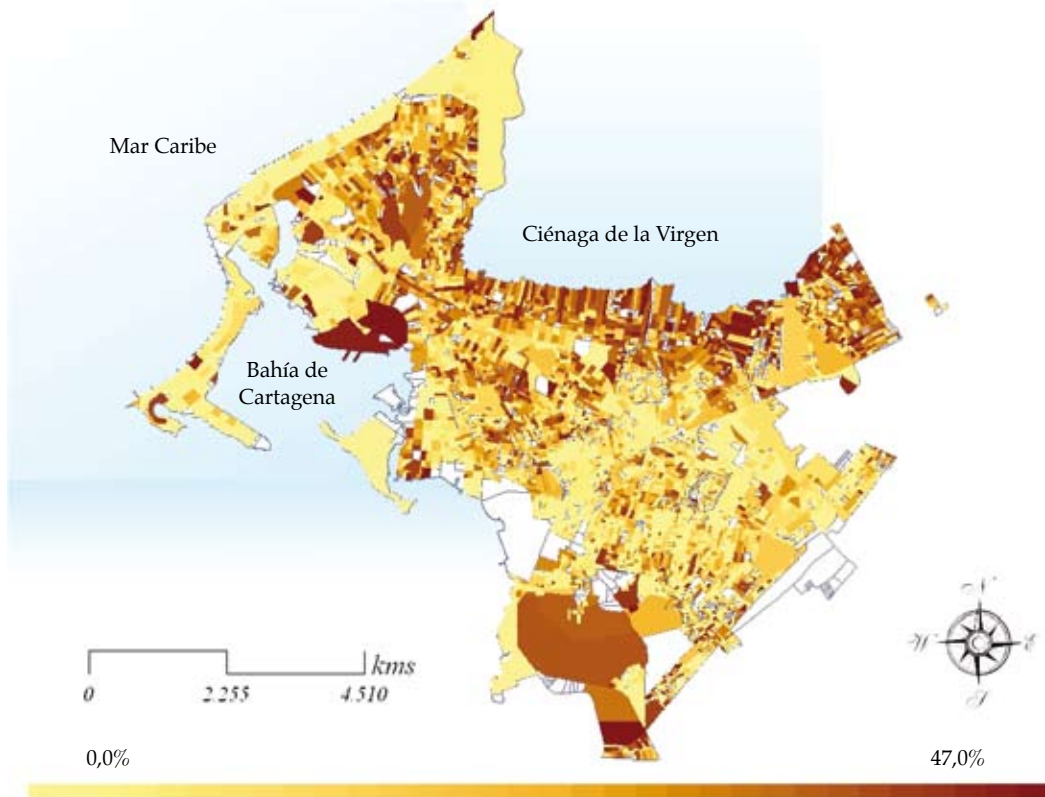 Mar Caribe
Ciénaga de la Virgen
Bahía de
Cartagena
N
W
E
S
kms
0
2.255
4.510
0,0%
47,0%